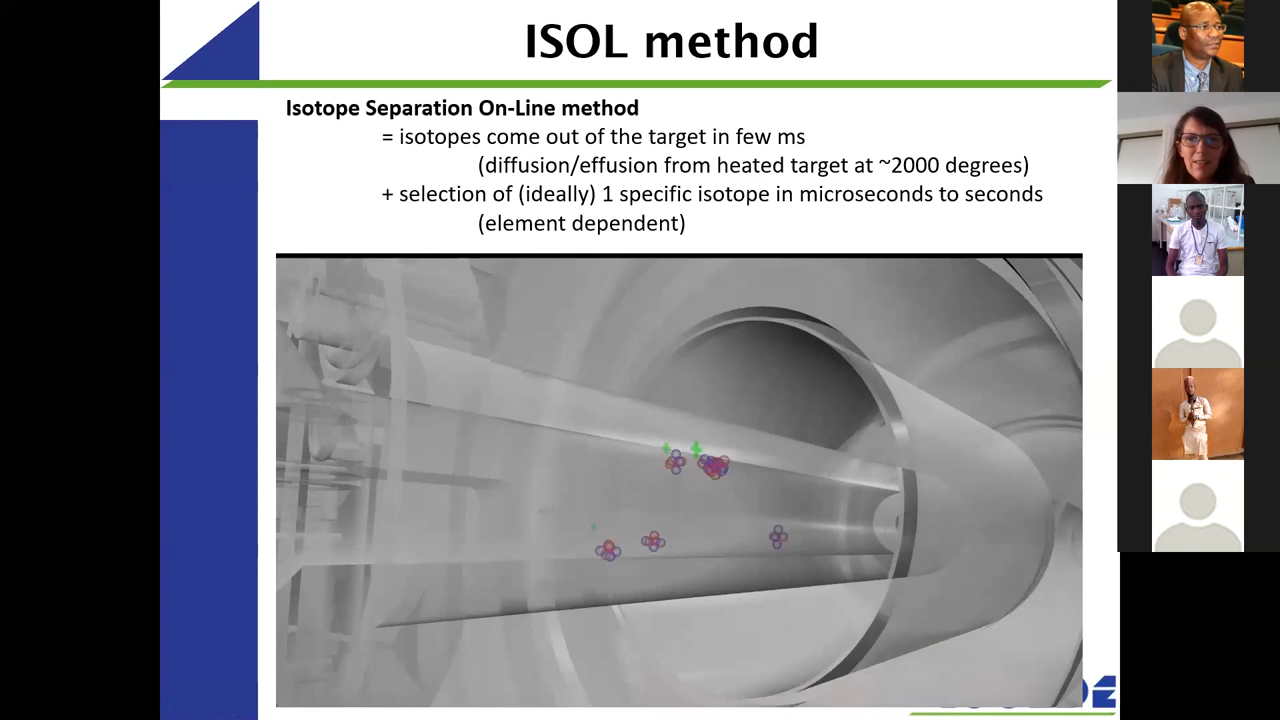 ISOL method
Isotope Separation On-Line method
= isotopes come out of the target in few ms
(diffusion/effusion from heated target at ~2000 degrees)
+ selection of (ideally) 1 specific isotope in microseconds to seconds
(element dependent)